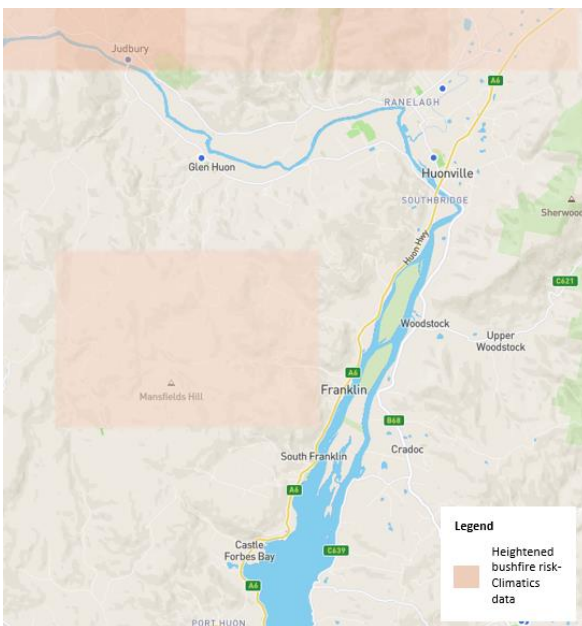 Judbury
A6
RANELAGH
Glen Huon
Huonville
SOUTHBRIDGE
Sherwood
Huon Hwy
C621
Woodstock
Upper
Woodstock
A6
Mansfields Hill
Franklin
B68
South Franklin
Cradoc
A6
Castle
Forbes Bay
C639
A6
PORT HUON
Legend
Heightened
bushfire risk-
Climatics
data